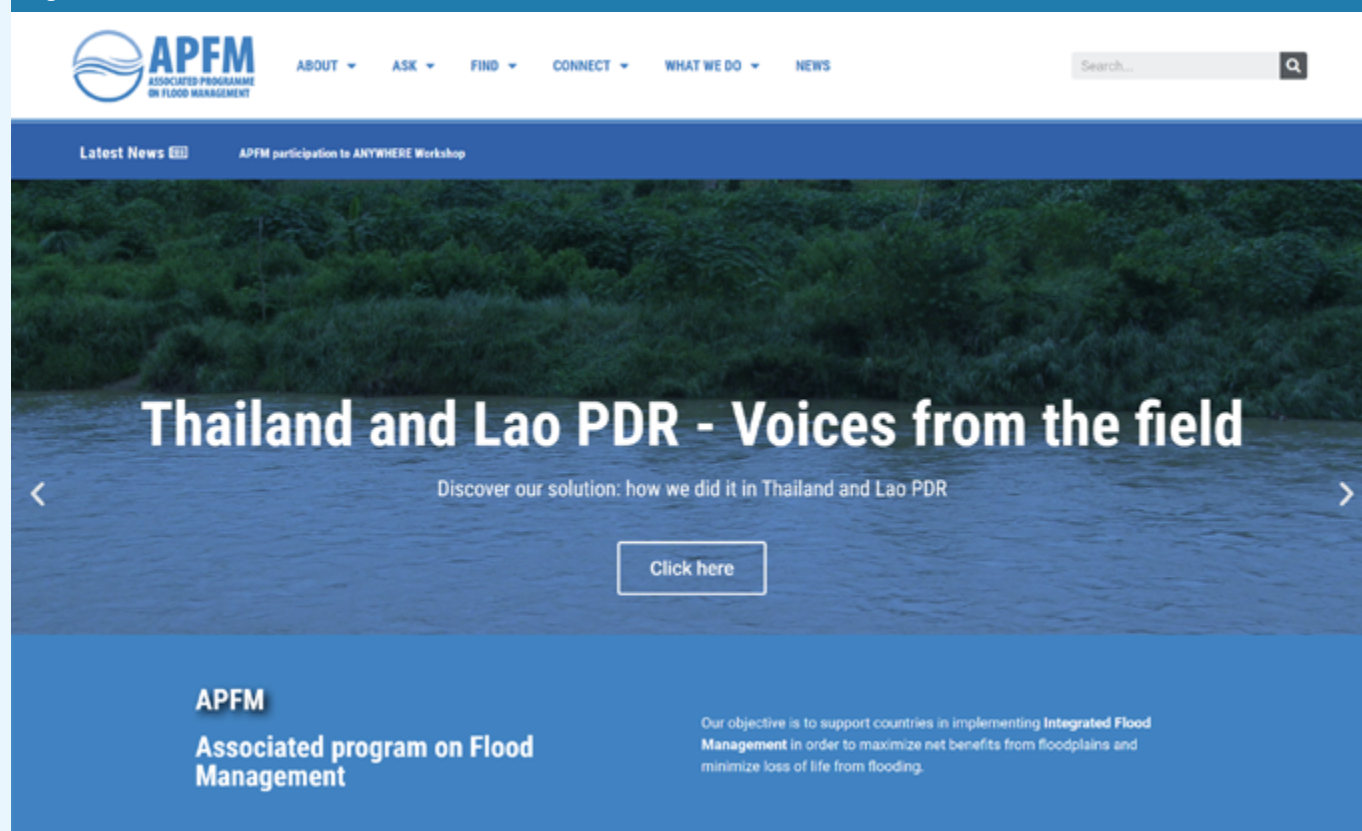 APFM
ASSOCIATED PROGRAMME
ON FLOOD MANAGEMENT
ABOUT
ASK
FIND
CONNECT
WHAT WE DO
NEWS
Search...
Latest News
APFM participation to ANYWHERE Workshop
Thailand and Lao PDR - Voices from the field
Discover our solution: how we did it in Thailand and Lao PDR
Click here
APFM
Associated program on Flood
Management
Our objective is to support countries in implementing Integrated Flood
Management in order to maximize net benefits from floodplains and
minimize loss of life from flooding.